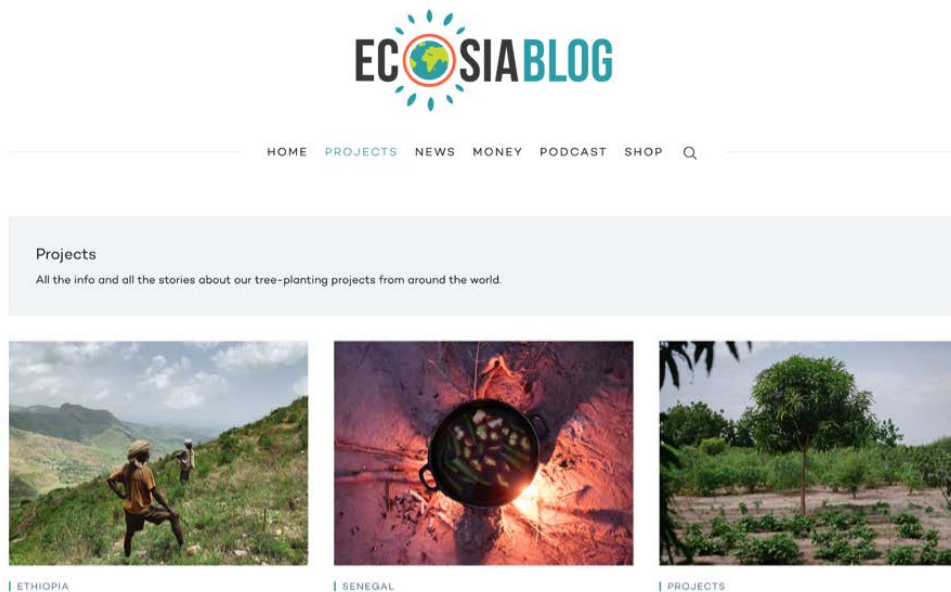 ECOSIABLOG
HOME PROJECTS NEWS MONEY PODCAST SHOP
Projects
All the info and all the stories about our tree-planting projects from around the world.
ETHIOPIA
SENEGAL
PROJECTS